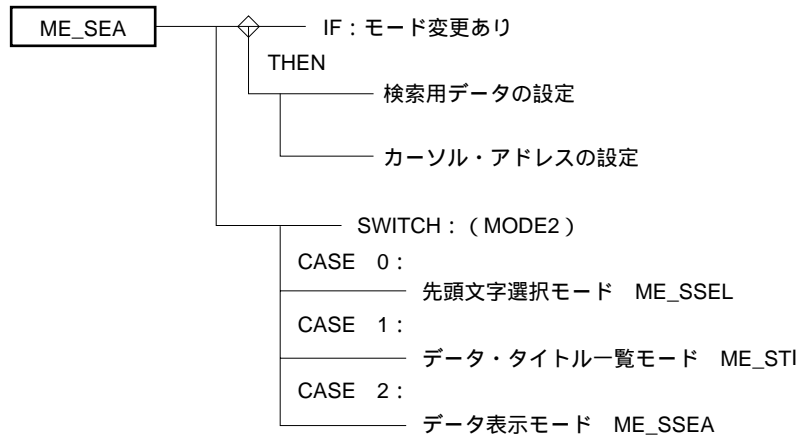 ME_SEA
IF：モード変更あり
THEN
検索用データの設定
カーソル・アドレスの設定
SWITCH：（MODE2）
CASE 0：
先頭文字選択モード ME_SSEL
CASE 1：
データ・タイトル一覧モード ME_STI
CASE 2：
データ表示モード ME_SSEA